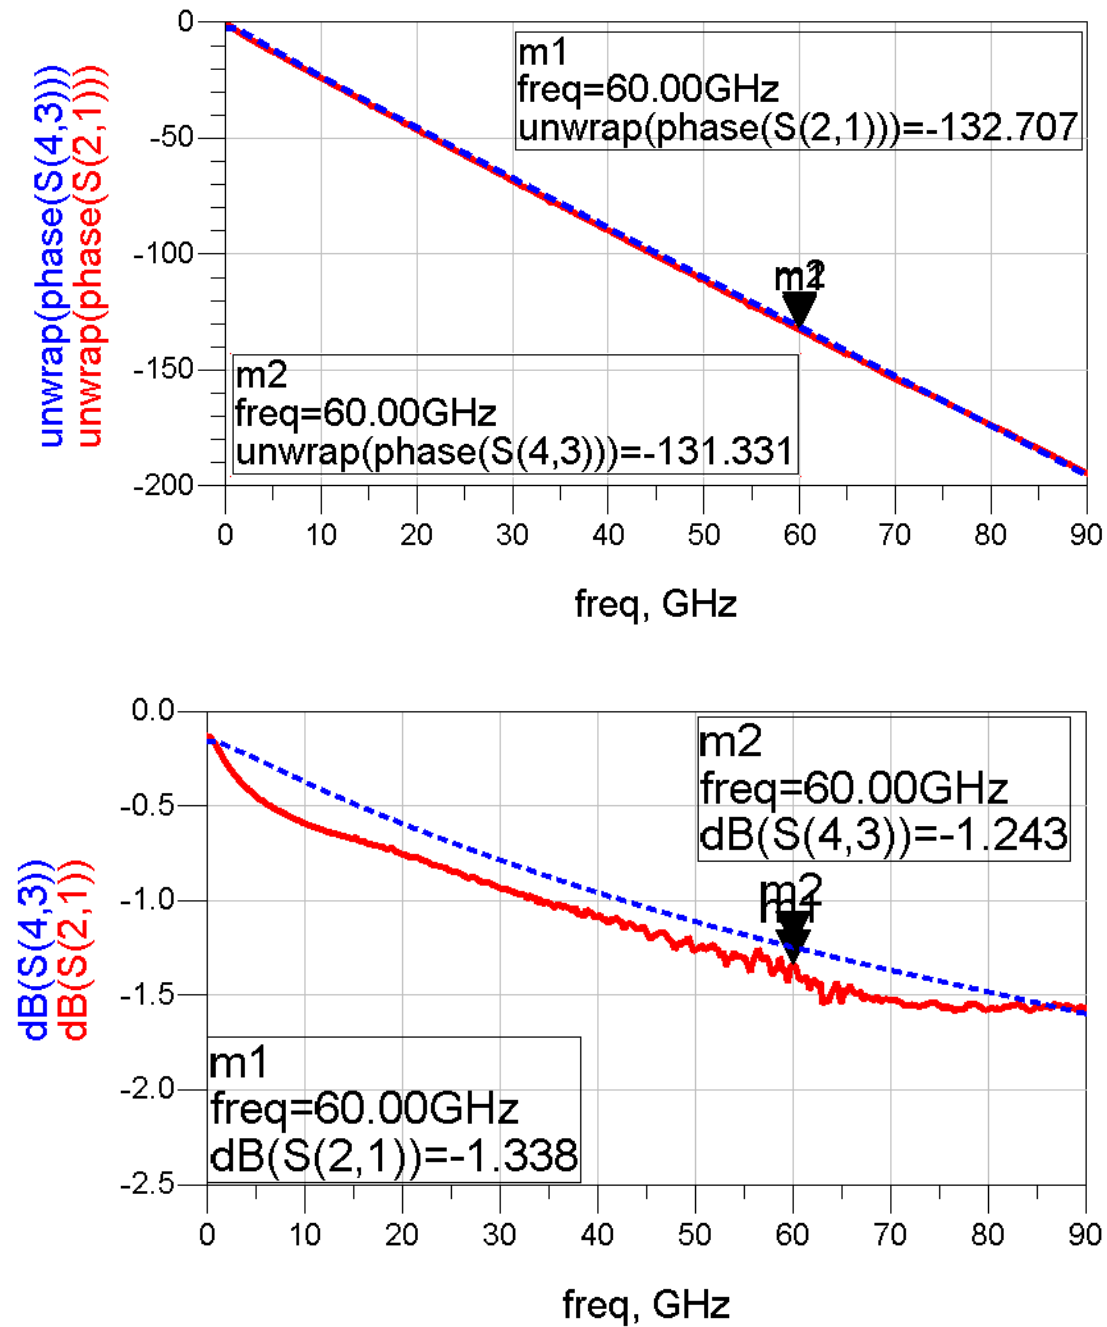 unwrap(phase(S(4,3)))
unwrap(phase(S(2,1)))
0
-50
-100
-150
-200
m1
freq=60.00GHz
unwrap(phase(S(2,1)))=-132.707
m1
m2
m2
freq=60.00GHz
unwrap(phase(S(4,3)))=-131.331
0 10 20 30 40 50 60 70 80 90
freq, GHz
dB(S(4,3))
dB(S(2,1))
0.0
-0.5
-1.0
-1.5
-2.0
-2.5
m2
freq=60.00GHz
dB(S(4,3))=-1.243
m2
m1
m1
freq=60.00GHz
dB(S(2,1))=-1.338
0 10 20 30 40 50 60 70 80 90
freq, GHz